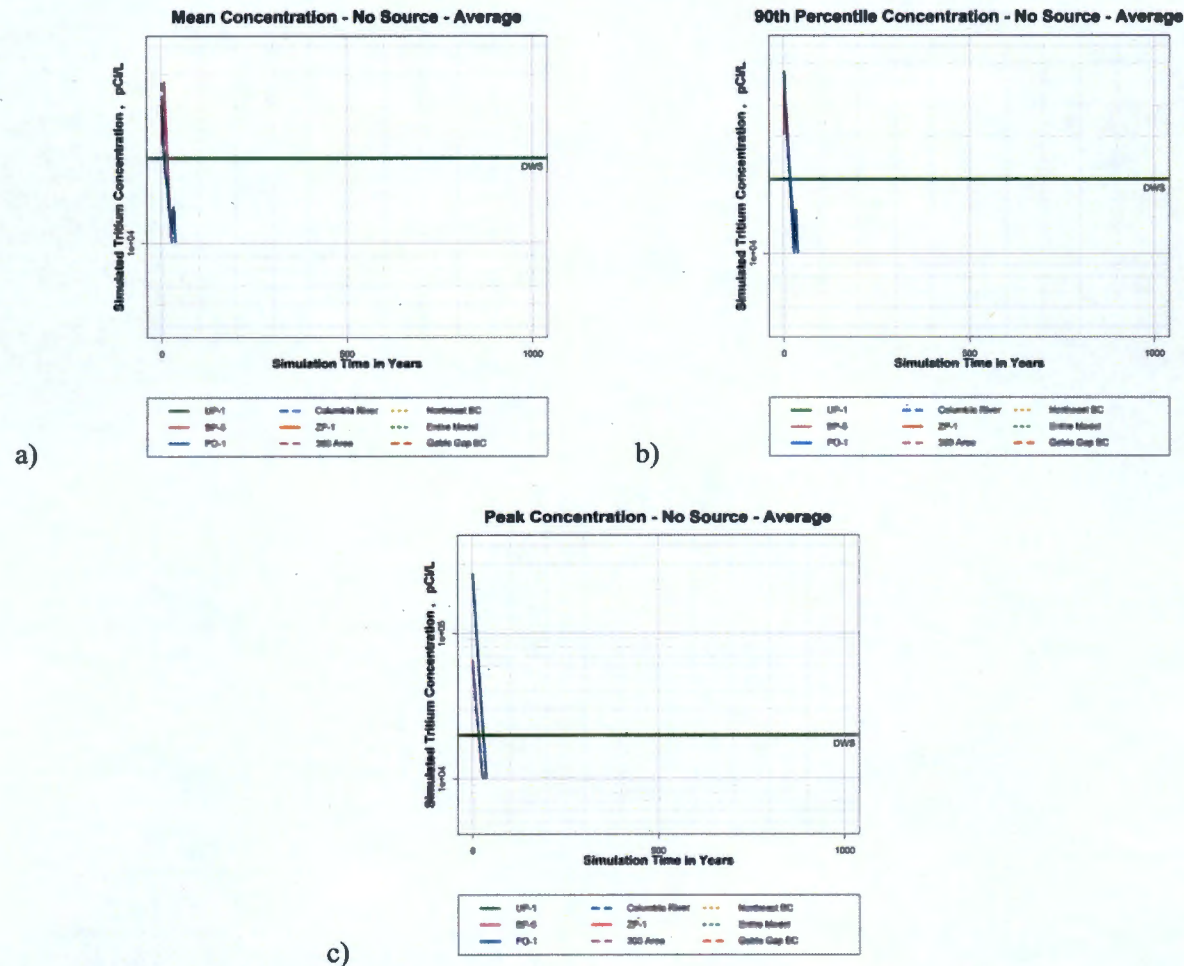 Mean Concentration - No Source - Average
Simulated Tritium Concentration , pCi/L
1e+04
DWS
0 500 1000
Simulation Time in Years
UP-1 Columbia River Northeast BC
BP-5 ZP-1 Entire Model
PO-1 300 Area Gable Gap BC
a)
90th Percentile Concentration - No Source - Average
Simulated Tritium Concentration , pCi/L
1e+04
DWS
0 500 1000
Simulation Time in Years
UP-1 Columbia River Northeast BC
BP-5 ZP-1 Entire Model
PO-1 300 Area Gable Gap BC
b)
Peak Concentration - No Source - Average
Simulated Tritium Concentration , pCi/L
1e+05
1e+04
DWS
0 500 1000
Simulation Time in Years
UP-1 Columbia River Northeast BC
BP-5 ZP-1 Entire Model
PO-1 300 Area Gable Gap BC
c)